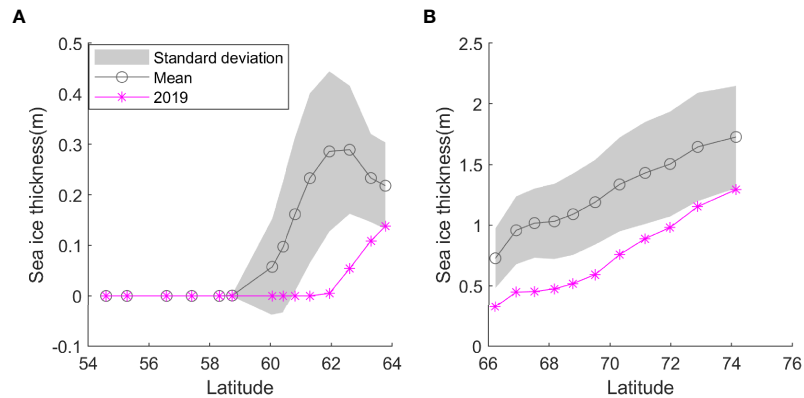 A
Sea ice thickness(m)
0.5
0.4
0.3
0.2
0.1
0
-0.1
Standard deviation
Mean
2019
54 56 58 60 62 64
Latitude
B
Sea ice thickness(m)
2.5
2
1.5
1
0.5
0
66 68 70 72 74 76
Latitude